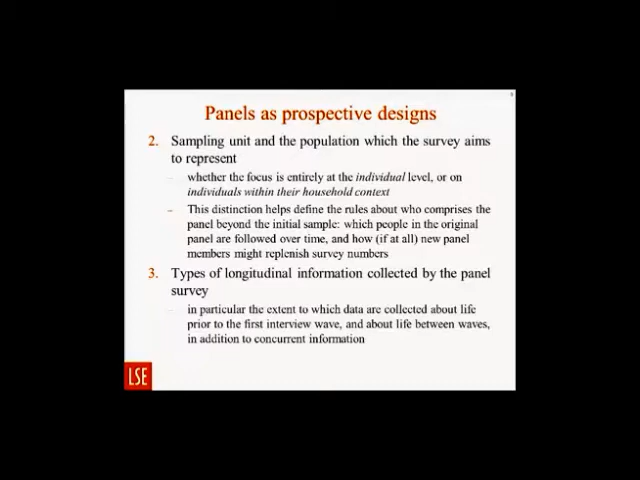 Panels as prospective designs
2. Sampling unit and the population which the survey aims
to represent
– whether the focus is entirely at the individual level, or on
individuals within their household context
– This distinction helps define the rules about who comprises the
panel beyond the initial sample: which people in the original
panel are followed over time, and how (if at all) new panel
members might replenish survey numbers
3. Types of longitudinal information collected by the panel
survey
– in particular the extent to which data are collected about life
prior to the first interview wave, and about life between waves,
in addition to concurrent information
LSE